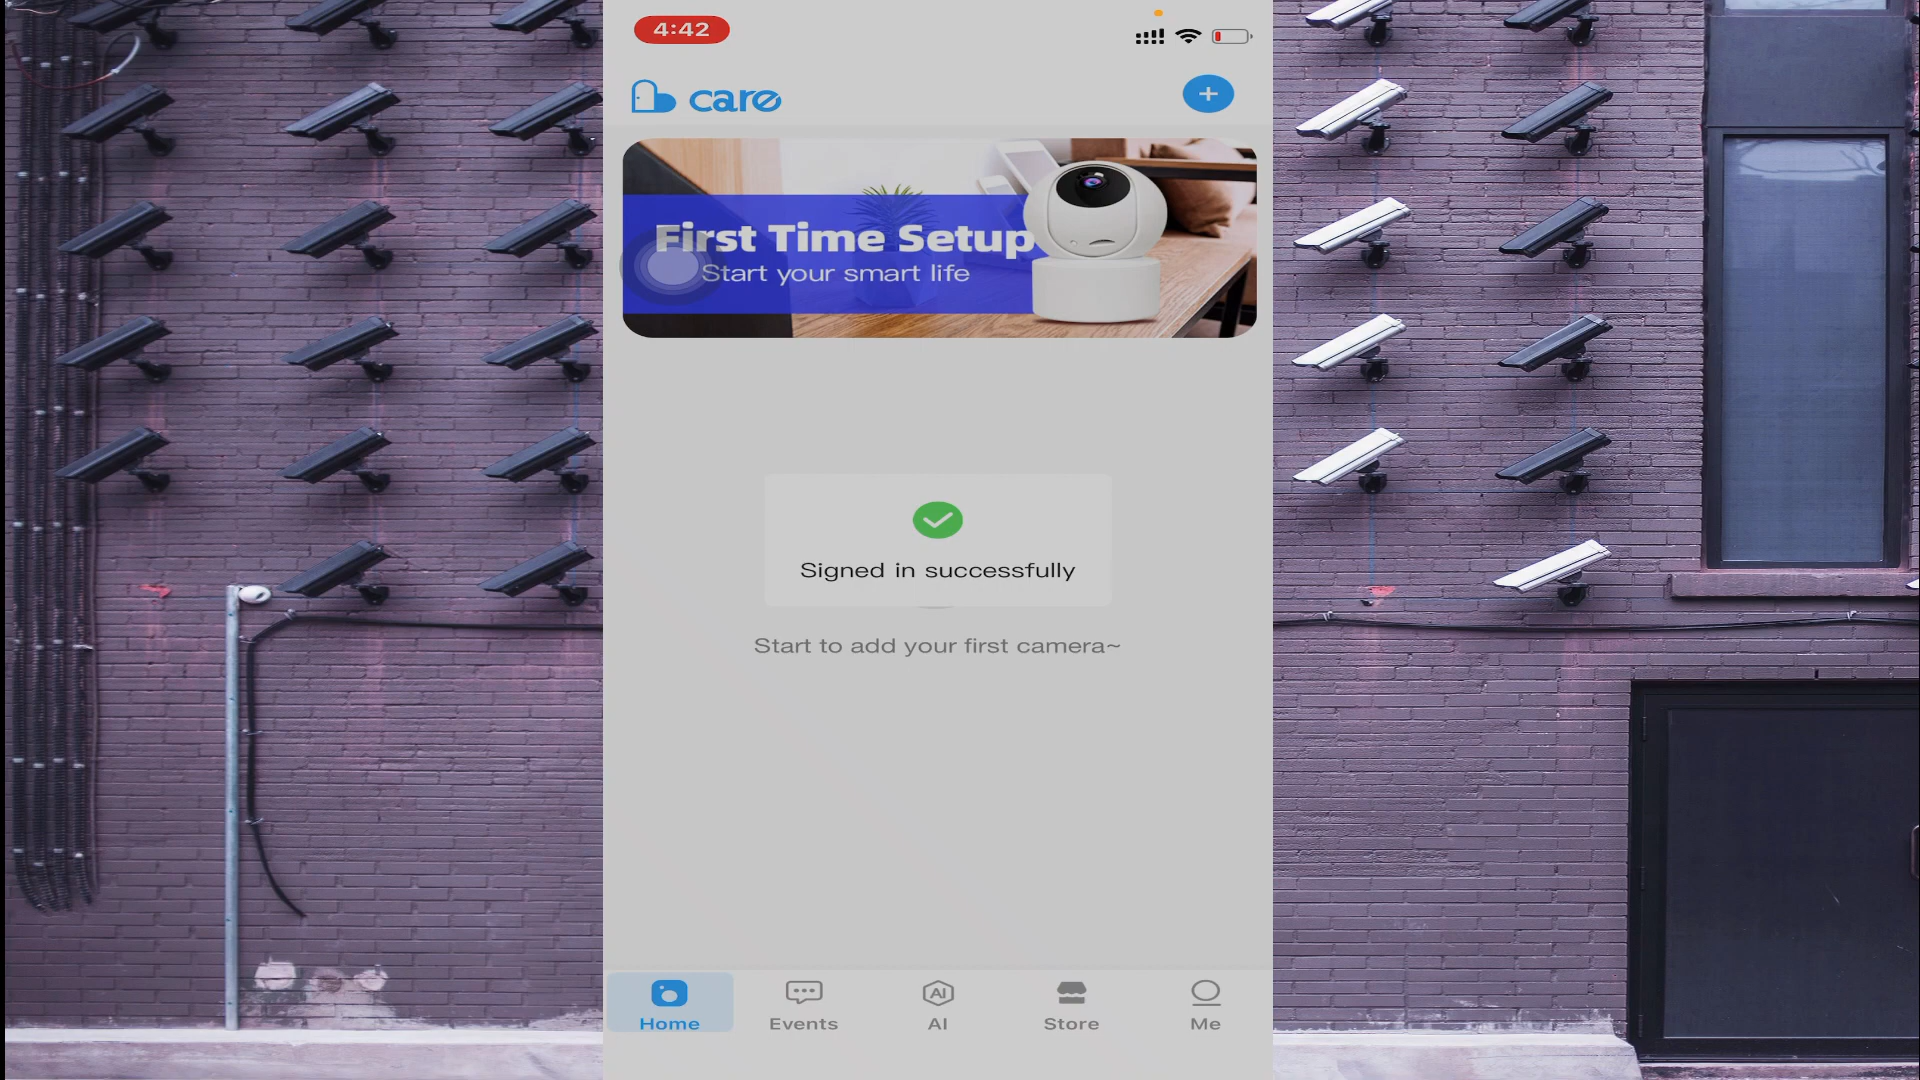 4:42
care
First Time Setup
Start your smart life
Signed in successfully
Start to add your first camera~
Home
Events
AI
AI
Store
Me